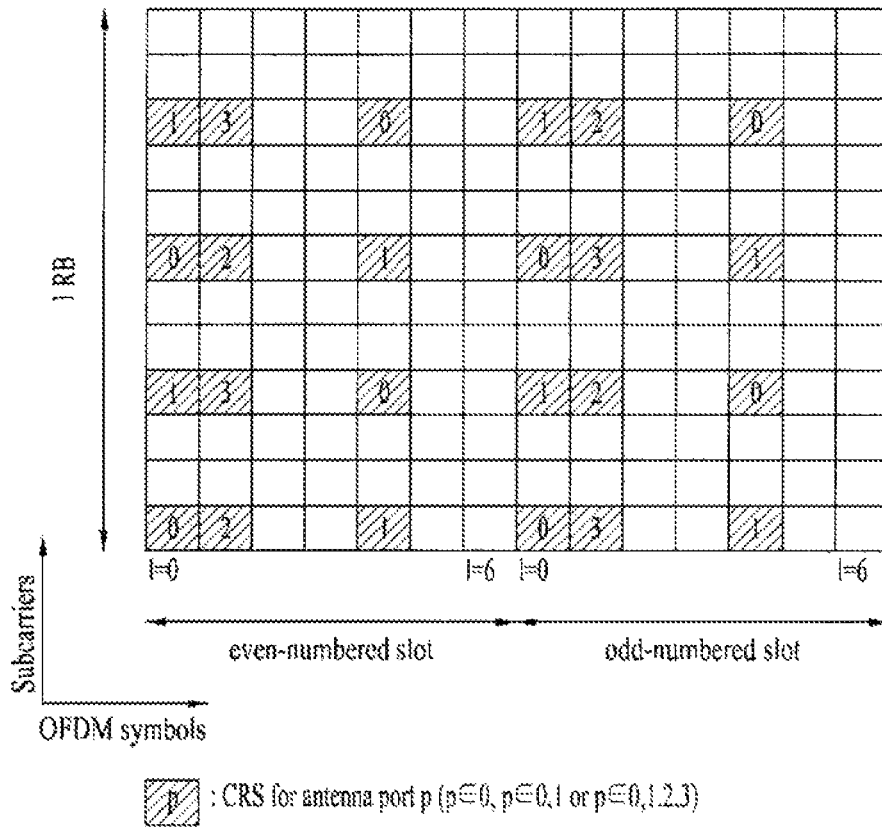 1 3 0 1 2 0
0 2 1 0 3 1
1 3 0 1 2 0
0 2 1 0 3 1
1 RB
l=0 l=6 l=0 l=6
even-numbered slot odd-numbered slot
Subcarriers
OFDM symbols
p : CRS for antenna port p (p∈0, p∈0,1 or p∈0,1.2.3)